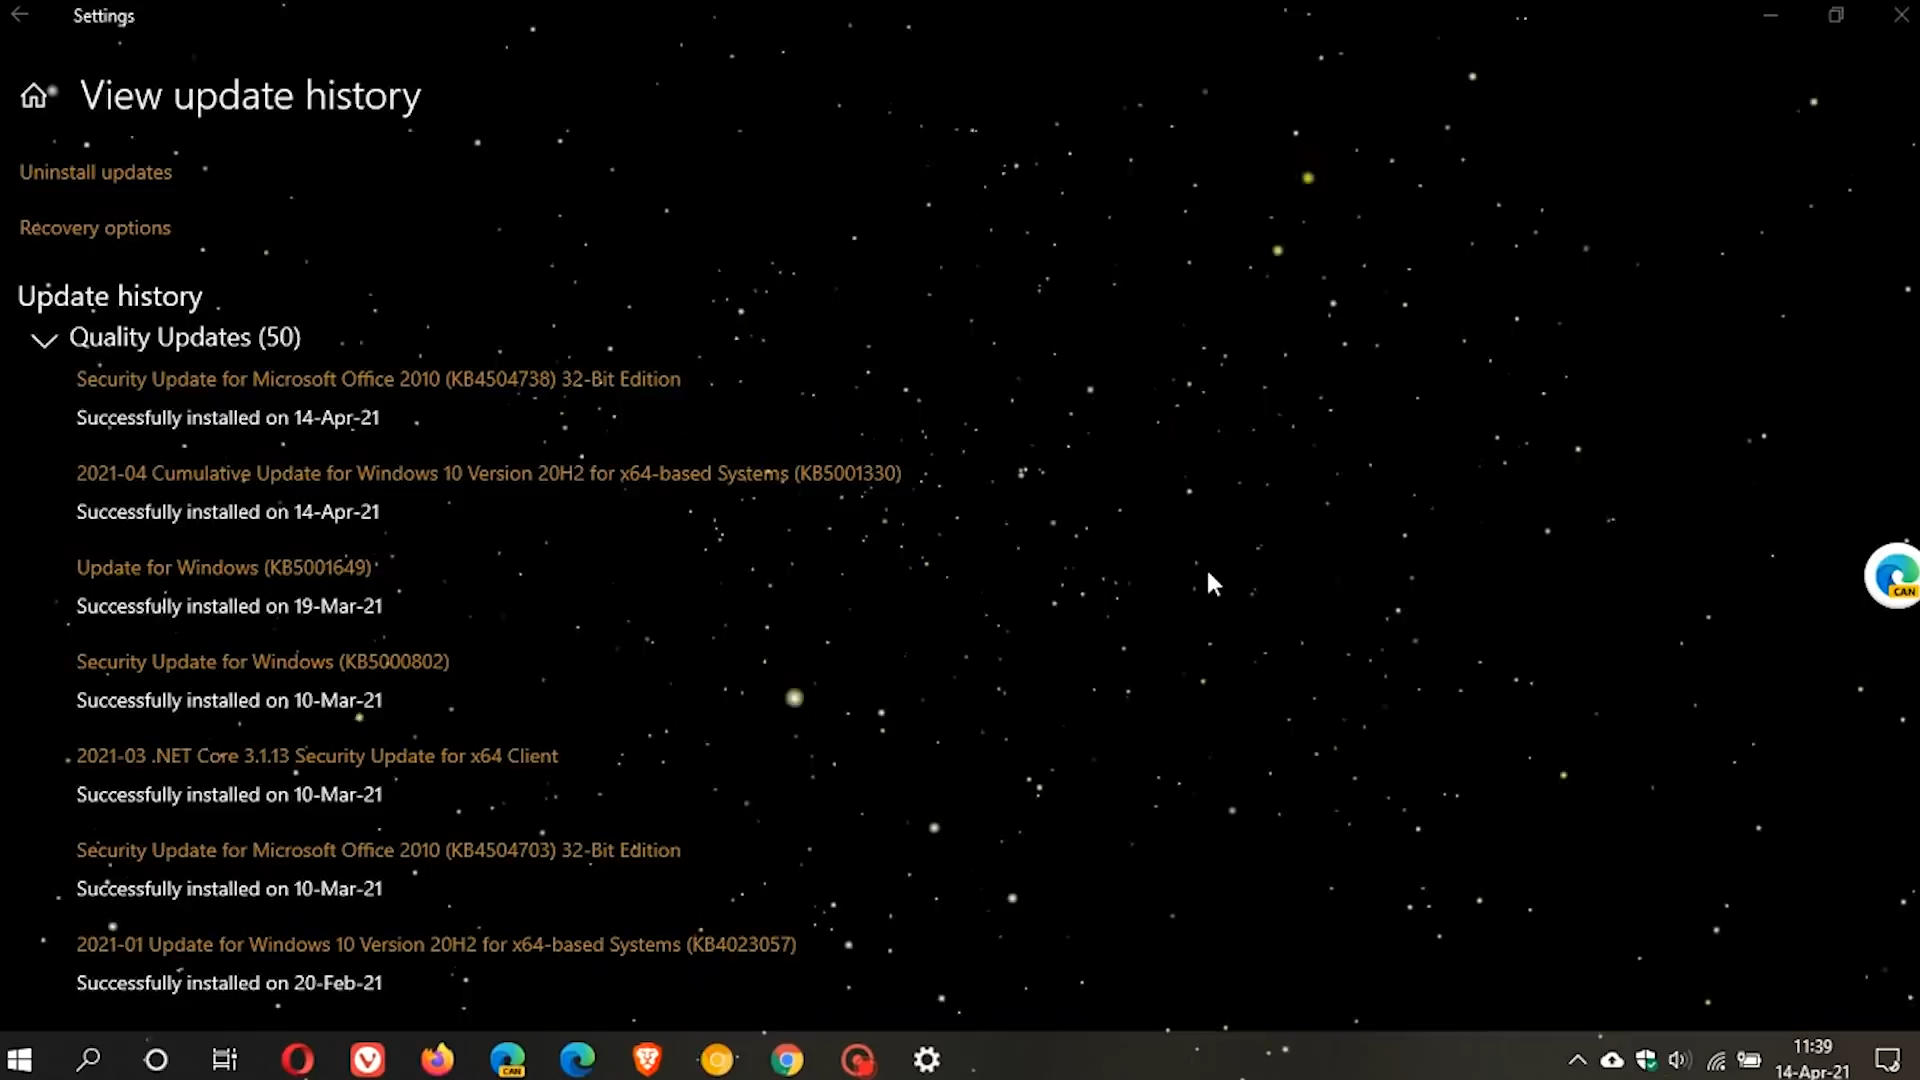 Settings
View update history
Uninstall updates
Recovery options
Update history
Quality Updates (50)
Security Update for Microsoft Office 2010 (KB4504738) 32-Bit Edition
Successfully installed on 14-Apr-21
2021-04 Cumulative Update for Windows 10 Version 20H2 for x64-based Systems (KB5001330)
Successfully installed on 14-Apr-21
Update for Windows (KB5001649)
Successfully installed on 19-Mar-21
Security Update for Windows (KB5000802)
Successfully installed on 10-Mar-21
2021-03 .NET Core 3.1.13 Security Update for x64 Client
Successfully installed on 10-Mar-21
Security Update for Microsoft Office 2010 (KB4504703) 32-Bit Edition
Successfully installed on 10-Mar-21
2021-01 Update for Windows 10 Version 20H2 for x64-based Systems (KB4023057)
Successfully installed on 20-Feb-21
CAN
CAN
11:39
14-Apr-21